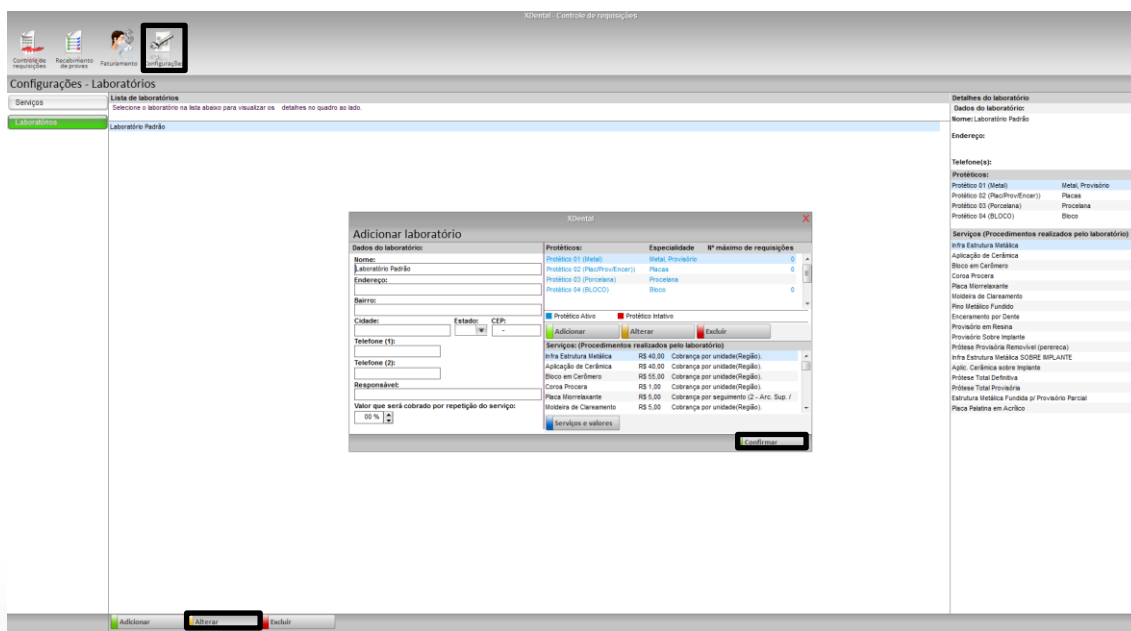 XDental - Controle de requisições
Controle de requisições
Recebimento de provas
Faturamento
Configurações
Configurações - Laboratórios
Serviços
Laboratórios
Lista de laboratórios
Selecione o laboratório na lista abaixo para visualizar os detalhes no quadro ao lado.
Laboratório Padrão
XDental
X
Adicionar laboratório
Dados do laboratório:
Nome:
Laboratório Padrão
Endereço:
Bairro:
Cidade: Estado: CEP:
-
Telefone (1):
Telefone (2):
Responsável:
Valor que será cobrado por repetição do serviço:
00 %
Protéticos: Especialidade Nº máximo de requisições
Protético 01 (Metal) Metal, Provisório 0
Protético 02 (Plac/Prov/Encer)) Placas 0
Protético 03 (Porcelana) Procelana
Protético 04 (BLOCO) Bloco 0
Protético Ativo Protético Intativo
Adicionar Alterar Excluir
Serviços: (Procedimentos realizados pelo laboratório)
Infra Estrutura Metálica R$ 40,00 Cobrança por unidade(Região).
Aplicação de Cerâmica R$ 40,00 Cobrança por unidade(Região).
Bloco em Cerômero R$ 55,00 Cobrança por unidade(Região).
Coroa Procera R$ 1,00 Cobrança por unidade(Região).
Placa Miorrelaxante R$ 5,00 Cobrança por seguimento (2 - Arc. Sup. /
Moldeira de Clareamento R$ 5,00 Cobrança por unidade(Região).
Serviços e valores
Confirmar
Detalhes do laboratório
Dados do laboratório:
Nome: Laboratório Padrão
Endereço:
Telefone(s):
Protéticos:
Protético 01 (Metal) Metal, Provisório
Protético 02 (Plac/Prov/Encer)) Placas
Protético 03 (Porcelana) Procelana
Protético 04 (BLOCO) Bloco
Serviços (Procedimentos realizados pelo laboratório)
Infra Estrutura Metálica
Aplicação de Cerâmica
Bloco em Cerômero
Coroa Procera
Placa Miorrelaxante
Moldeira de Clareamento
Pino Metálico Fundido
Enceramento por Dente
Provisório em Resina
Provisório Sobre Implante
Prótese Provisória Removível (perereca)
Infra Estrutura Metálica SOBRE IMPLANTE
Aplic. Cerâmica sobre Implante
Prótese Total Definitiva
Prótese Total Provisória
Estrutura Metálica Fundida p/ Provisório Parcial
Placa Palatina em Acrílico
Adicionar Alterar Excluir